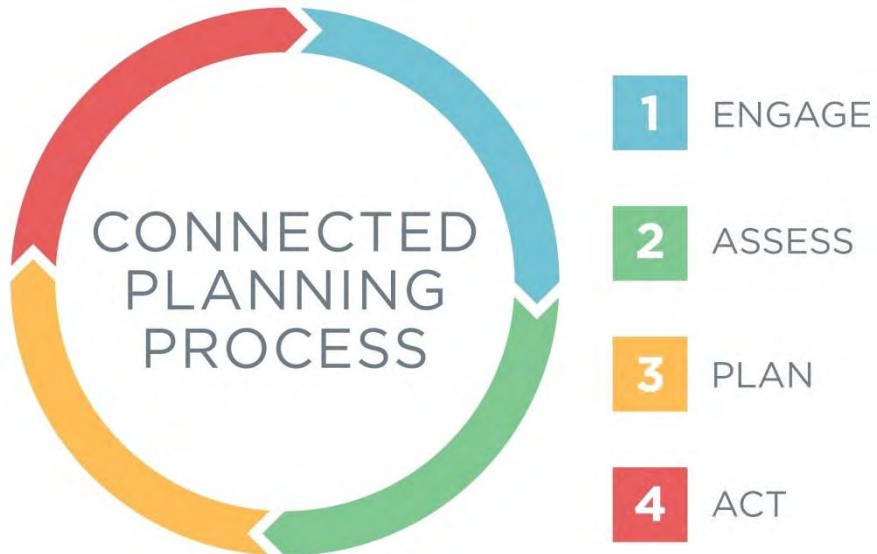 CONNECTED
PLANNING
PROCESS
1 ENGAGE
2 ASSESS
3 PLAN
4 ACT